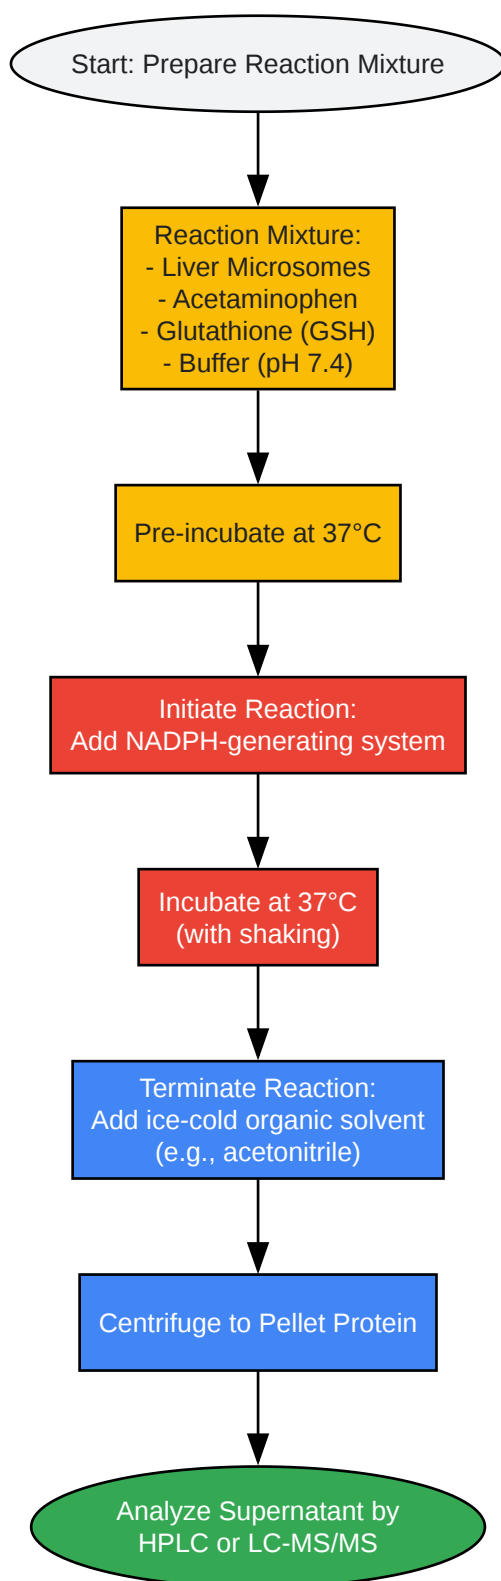 Start: Prepare Reaction Mixture
Reaction Mixture:
- Liver Microsomes
- Acetaminophen
- Glutathione (GSH)
- Buffer (pH 7.4)
Pre-incubate at 37°C
Initiate Reaction:
Add NADPH-generating system
Incubate at 37°C
(with shaking)
Terminate Reaction:
Add ice-cold organic solvent
(e.g., acetonitrile)
Centrifuge to Pellet Protein
Analyze Supernatant by
HPLC or LC-MS/MS